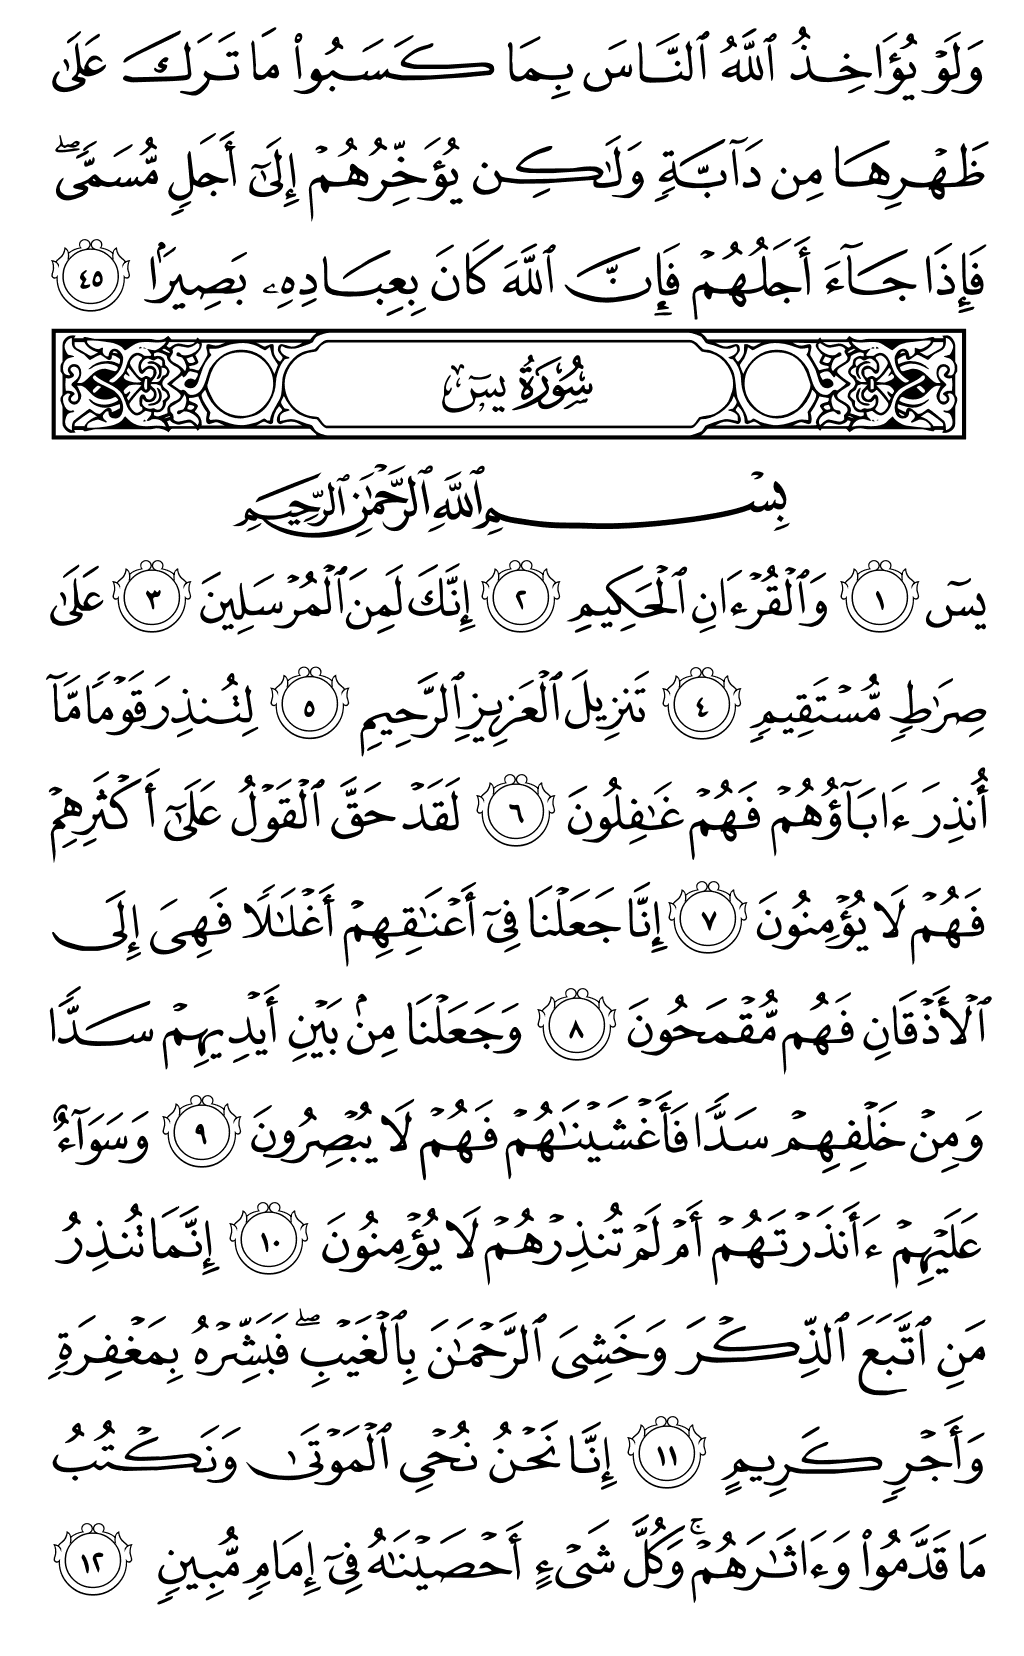 وَلَوْ يُؤَاخِذُ ٱللَّهُ ٱلنَّاسَ بِمَا كَسَبُوا۟ مَا تَرَكَ عَلَىٰ
ظَهْرِهَا مِن دَآبَّةٍ وَلَـٰكِن يُؤَخِّرُهُمْ إِلَىٰٓ أَجَلٍ مُّسَمًّى ۖ
فَإِذَا جَآءَ أَجَلُهُمْ فَإِنَّ ٱللَّهَ كَانَ بِعِبَادِهِۦ بَصِيرًۢا ٤٥
سُورَةُ يسٓ
بِسْمِ ٱللَّهِ ٱلرَّحْمَـٰنِ ٱلرَّحِيمِ
يسٓ ١ وَٱلْقُرْءَانِ ٱلْحَكِيمِ ٢ إِنَّكَ لَمِنَ ٱلْمُرْسَلِينَ ٣ عَلَىٰ
صِرَٰطٍ مُّسْتَقِيمٍ ٤ تَنزِيلَ ٱلْعَزِيزِ ٱلرَّحِيمِ ٥ لِتُنذِرَ قَوْمًا مَّآ
أُنذِرَ ءَابَآؤُهُمْ فَهُمْ غَـٰفِلُونَ ٦ لَقَدْ حَقَّ ٱلْقَوْلُ عَلَىٰٓ أَكْثَرِهِمْ
فَهُمْ لَا يُؤْمِنُونَ ٧ إِنَّا جَعَلْنَا فِىٓ أَعْنَـٰقِهِمْ أَغْلَـٰلًا فَهِىَ إِلَى
ٱلْأَذْقَانِ فَهُم مُّقْمَحُونَ ٨ وَجَعَلْنَا مِنۢ بَيْنِ أَيْدِيهِمْ سَدًّا
وَمِنْ خَلْفِهِمْ سَدًّا فَأَغْشَيْنَـٰهُمْ فَهُمْ لَا يُبْصِرُونَ ٩ وَسَوَآءٌ
عَلَيْهِمْ ءَأَنذَرْتَهُمْ أَمْ لَمْ تُنذِرْهُمْ لَا يُؤْمِنُونَ ١٠ إِنَّمَا تُنذِرُ
مَنِ ٱتَّبَعَ ٱلذِّكْرَ وَخَشِىَ ٱلرَّحْمَـٰنَ بِٱلْغَيْبِ ۖ فَبَشِّرْهُ بِمَغْفِرَةٍ
وَأَجْرٍ كَرِيمٍ ١١ إِنَّا نَحْنُ نُحْىِ ٱلْمَوْتَىٰ وَنَكْتُبُ
مَا قَدَّمُوا۟ وَءَاثَـٰرَهُمْ ۚ وَكُلَّ شَىْءٍ أَحْصَيْنَـٰهُ فِىٓ إِمَامٍ مُّبِينٍ ١٢